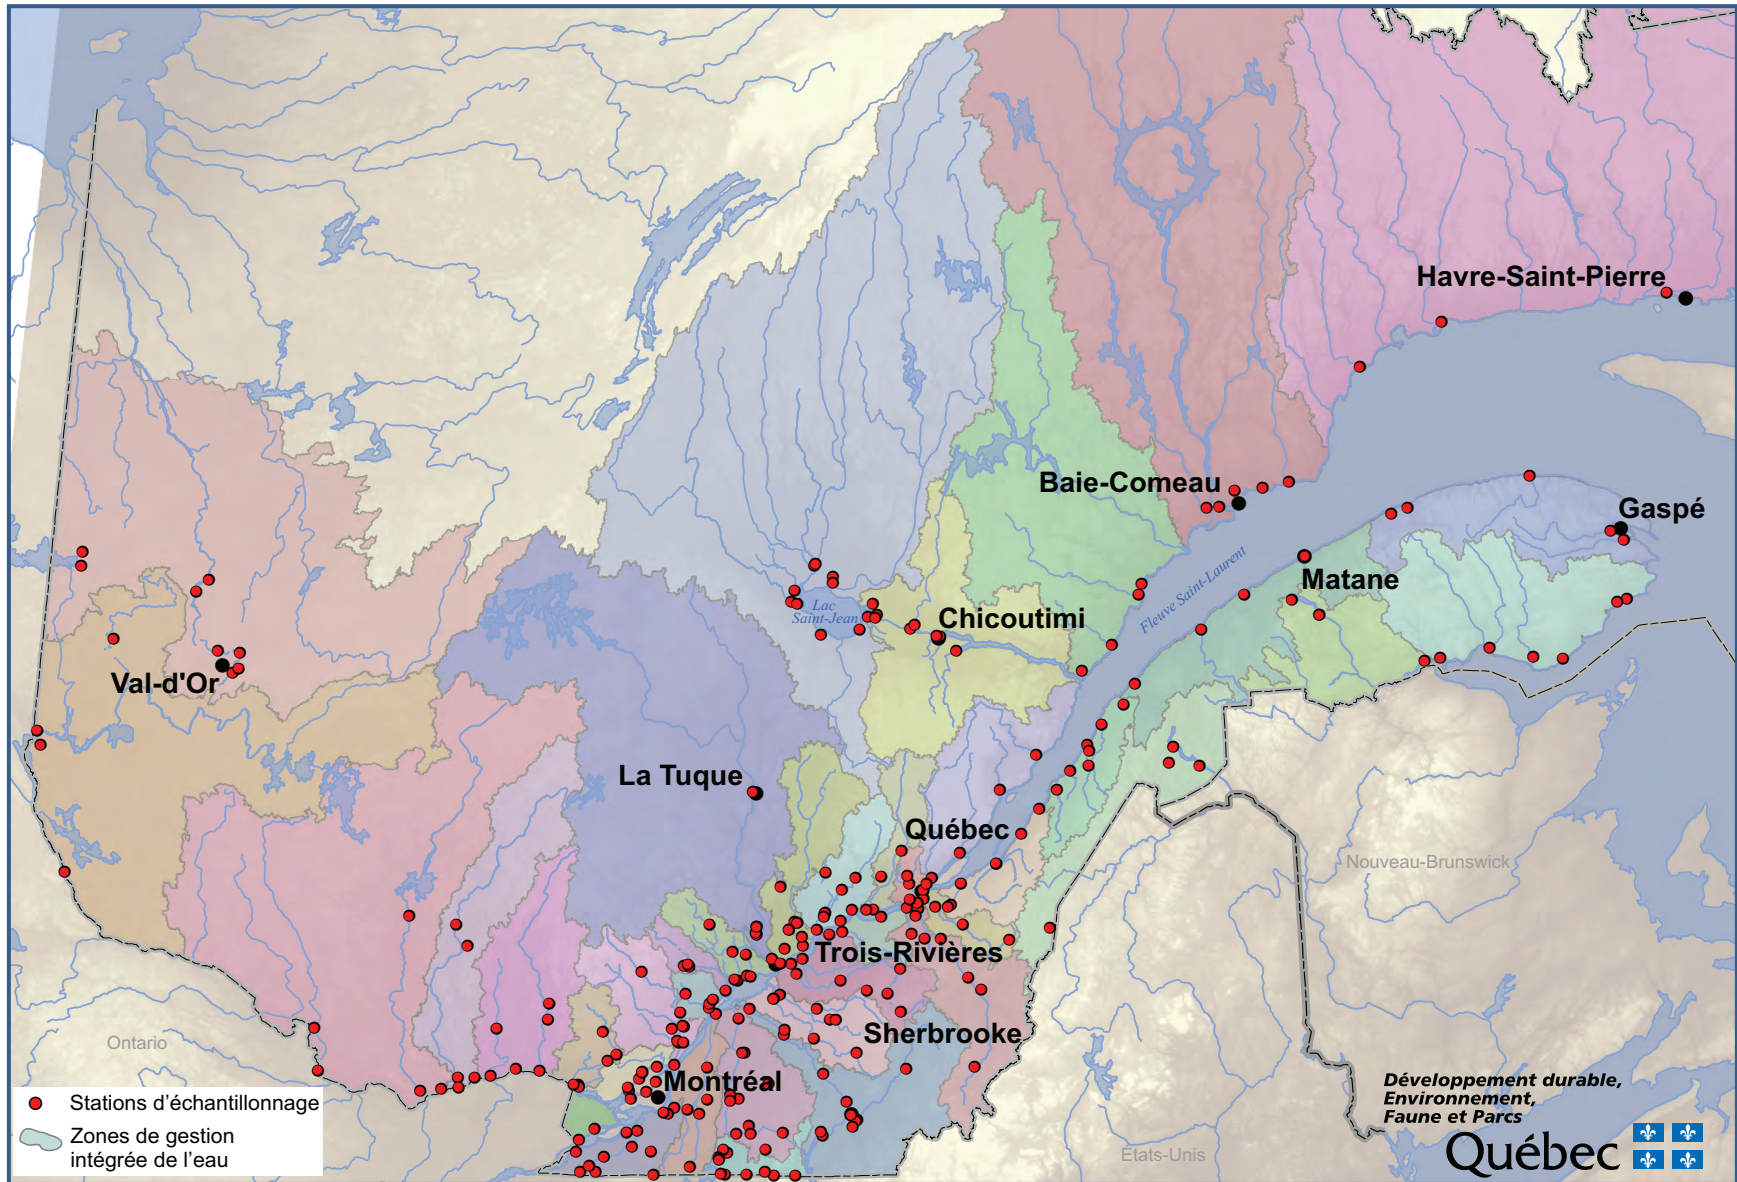 Havre-Saint-Pierre
Baie-Comeau
Gaspé
Fleuve Saint-Laurent
Matane
Lac
Saint-Jean
Chicoutimi
Val-d'Or
La Tuque
Québec
Nouveau-Brunswick
Trois-Rivières
Sherbrooke
Ontario
Montréal
Stations d'échantillonnage
Zones de gestion
intégrée de l'eau
États-Unis
Développement durable,
Environnement,
Faune et Parcs
Québec